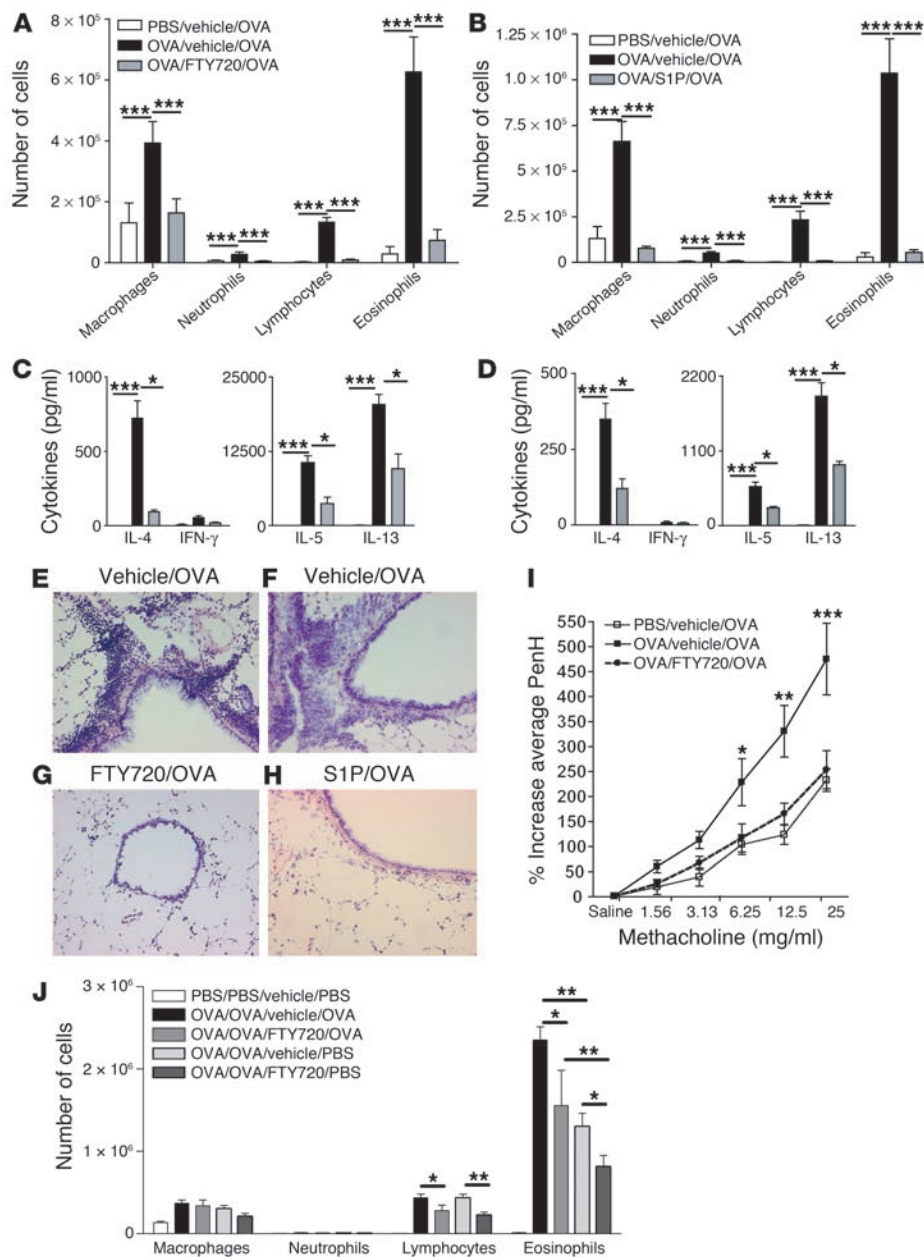 A
PBS/vehicle/OVA
OVA/vehicle/OVA
OVA/FTY720/OVA
Number of cells
8 × 10⁵
6 × 10⁵
4 × 10⁵
2 × 10⁵
0
*** *** *** *** *** *** *** ***
Macrophages
Neutrophils
Lymphocytes
Eosinophils
B
PBS/vehicle/OVA
OVA/vehicle/OVA
OVA/S1P/OVA
Number of cells
1.25 × 10⁶
1.0 × 10⁶
7.5 × 10⁵
5 × 10⁵
2.5 × 10⁵
0
*** *** *** *** *** *** *** ***
Macrophages
Neutrophils
Lymphocytes
Eosinophils
C
Cytokines (pg/ml)
1000
500
0
*** *
IL-4 IFN-γ
25000
12500
0
*** * *** *
IL-5 IL-13
D
Cytokines (pg/ml)
500
250
0
*** *
IL-4 IFN-γ
2200
1100
0
*** * *** *
IL-5 IL-13
E Vehicle/OVA
F Vehicle/OVA
G FTY720/OVA
H S1P/OVA
I
PBS/vehicle/OVA
OVA/vehicle/OVA
OVA/FTY720/OVA
% Increase average PenH
550
500
450
400
350
300
250
200
150
100
50
0
* ** ***
Saline 1.56 3.13 6.25 12.5 25
Methacholine (mg/ml)
J
PBS/PBS/vehicle/PBS
OVA/OVA/vehicle/OVA
OVA/OVA/FTY720/OVA
OVA/OVA/vehicle/PBS
OVA/OVA/FTY720/PBS
Number of cells
3 × 10⁶
2 × 10⁶
1 × 10⁶
0
* ** ** * ** *
Macrophages Neutrophils Lymphocytes Eosinophils